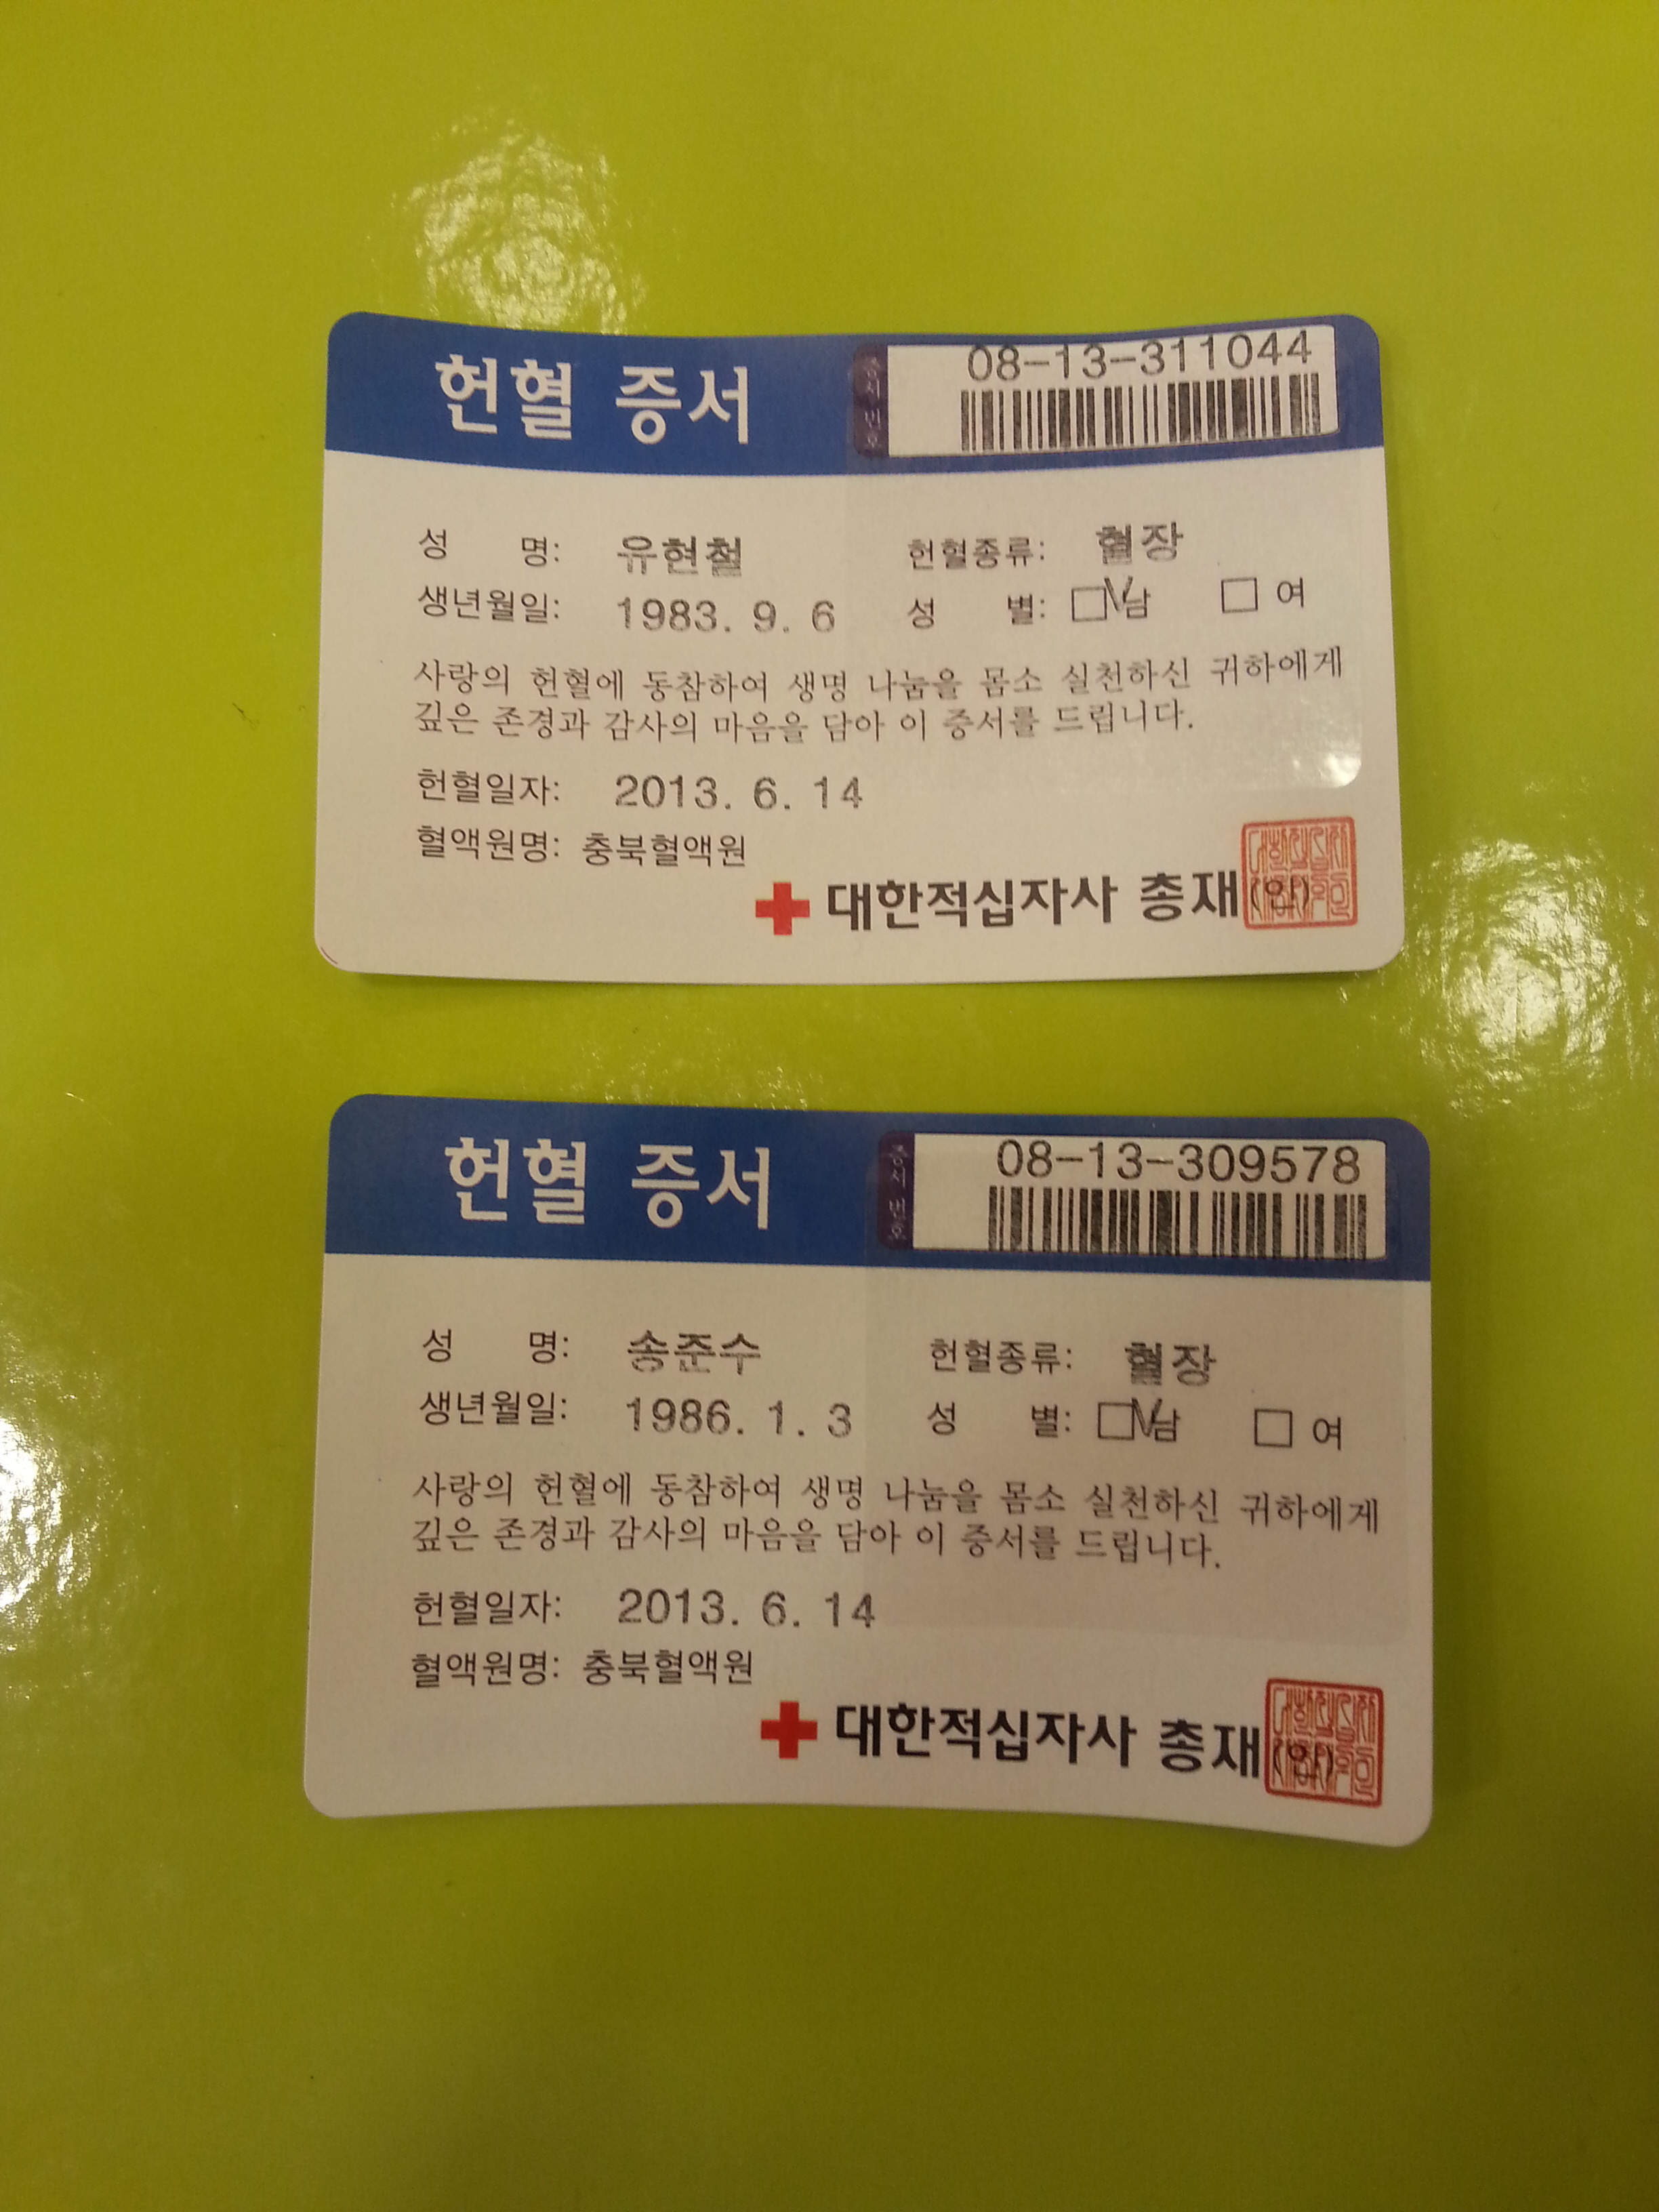 헌혈 증서
증서번호
08-13-311044
성 명: 유현철 헌혈종류: 혈장
생년월일: 1983. 9. 6 성 별: □V남 □ 여
사랑의 헌혈에 동참하여 생명 나눔을 몸소 실천하신 귀하에게
깊은 존경과 감사의 마음을 담아 이 증서를 드립니다.
헌혈일자: 2013. 6. 14
혈액원명: 충북혈액원
대한적십자사 총재(인)
헌혈 증서
증서번호
08-13-309578
성 명: 송준수 헌혈종류: 혈장
생년월일: 1986. 1. 3 성 별: □V남 □ 여
사랑의 헌혈에 동참하여 생명 나눔을 몸소 실천하신 귀하에게
깊은 존경과 감사의 마음을 담아 이 증서를 드립니다.
헌혈일자: 2013. 6. 14
혈액원명: 충북혈액원
대한적십자사 총재(인)